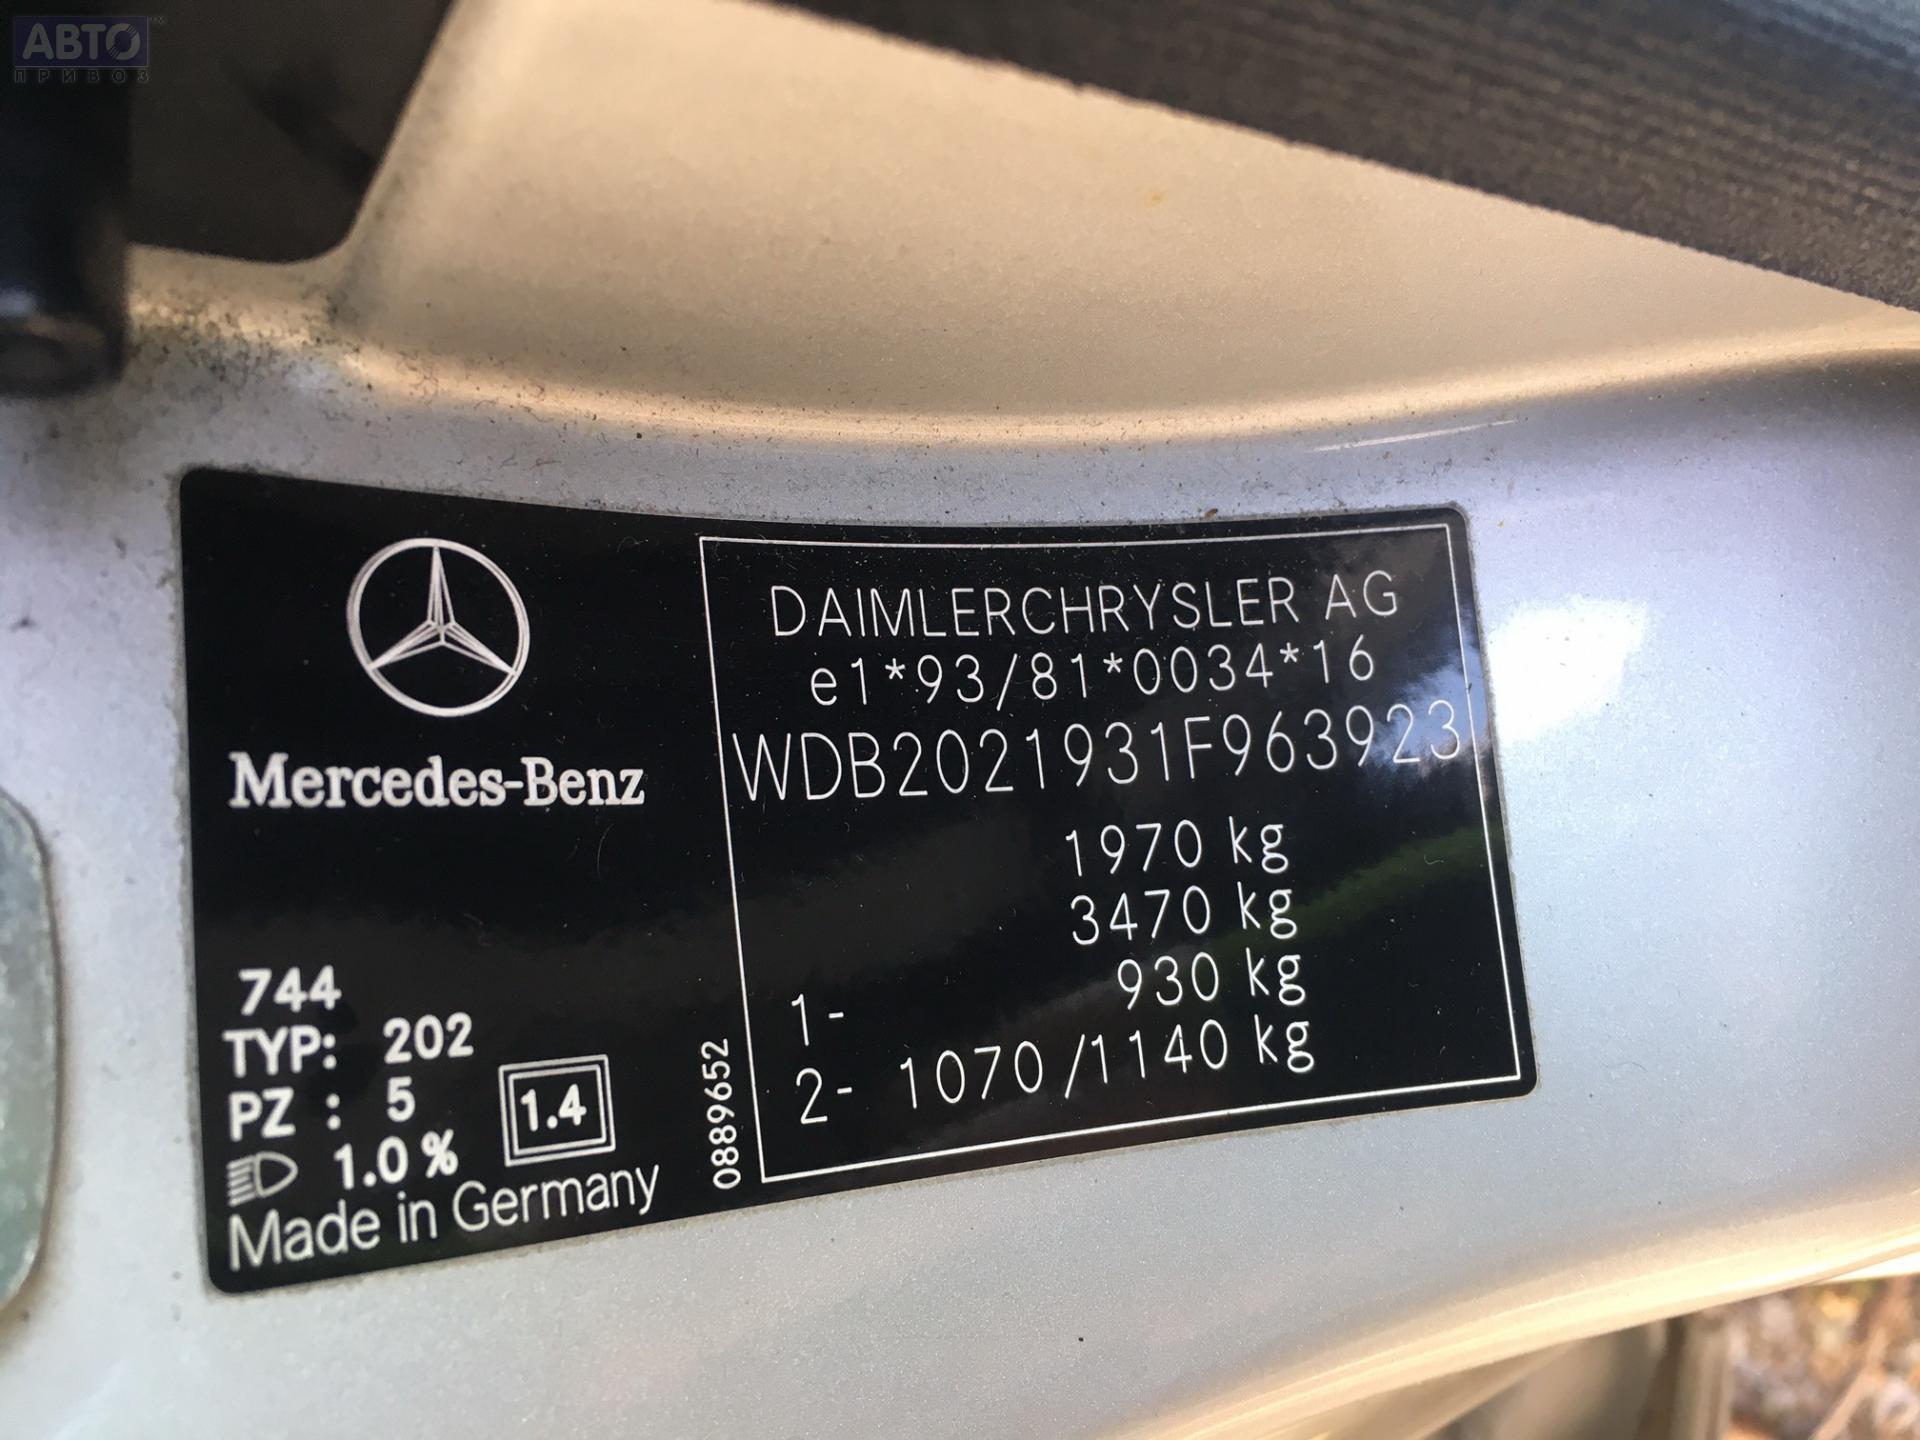 АВТО™
ПРИВОЗ
DAIMLERCHRYSLER AG
e1*93/81*0034*16
WDB2021931F963923
1970 kg
3470 kg
1- 930 kg
2- 1070/1140 kg
Mercedes-Benz
744
TYP: 202
PZ : 5
1.4
1.0%
Made in Germany
0889652